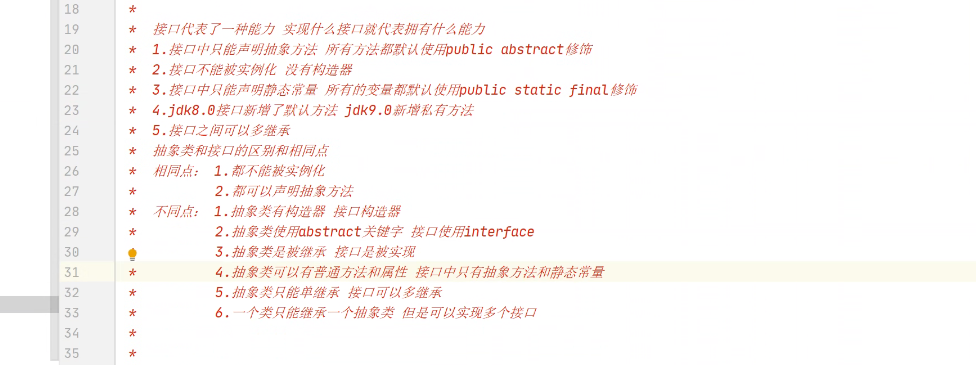 18 *
19 * 接口代表了一种能力 实现什么接口就代表拥有什么能力
20 * 1.接口中只能声明抽象方法 所有方法都默认使用public abstract修饰
21 * 2.接口不能被实例化 没有构造器
22 * 3.接口中只能声明静态常量 所有的变量都默认使用public static final修饰
23 * 4.jdk8.0接口新增了默认方法 jdk9.0新增私有方法
24 * 5.接口之间可以多继承
25 * 抽象类和接口的区别和相同点
26 * 相同点： 1.都不能被实例化
27 * 2.都可以声明抽象方法
28 * 不同点： 1.抽象类有构造器 接口构造器
29 * 2.抽象类使用abstract关键字 接口使用interface
30 * 3.抽象类是被继承 接口是被实现
31 * 4.抽象类可以有普通方法和属性 接口中只有抽象方法和静态常量
32 * 5.抽象类只能单继承 接口可以多继承
33 * 6.一个类只能继承一个抽象类 但是可以实现多个接口
34 *
35 *